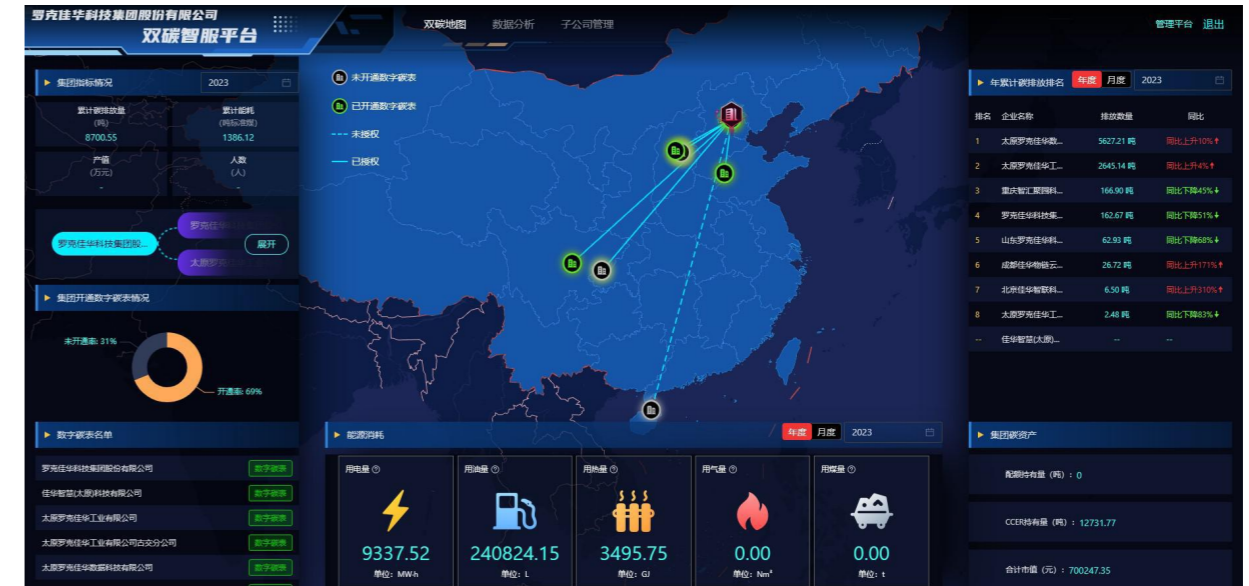 罗克佳华科技集团股份有限公司
双碳智服平台
双碳地图 数据分析 子公司管理
管理平台 退出
集团指标情况 2023
累计碳排放量 (吨) 8700.55
累计能耗 (吨标准煤) 1386.12
产值 (万元) -
人数 (人) -
罗克佳华科技集团股...
罗克佳
太原罗克
展开
集团开通数字碳表情况
未开通率: 31%
开通率: 69%
数字碳表名单
罗克佳华科技集团股份有限公司 数字碳表
佳华智慧(太原)科技有限公司 数字碳表
太原罗克佳华工业有限公司 数字碳表
太原罗克佳华工业有限公司古交分公司 数字碳表
太原罗克佳华数据科技有限公司 数字碳表
未开通数字碳表
已开通数字碳表
未授权
已授权
能源消耗 年度 月度 2023
用电量 9337.52 单位: MW·h
用油量 240824.15 单位: L
用热量 3495.75 单位: GJ
用气量 0.00 单位: Nm³
用煤量 0.00 单位: t
年累计碳排放排名 年度 月度 2023
排名 企业名称 排放数量 同比
1 太原罗克佳华数... 5627.21 吨 同比上升10%↑
2 太原罗克佳华工... 2645.14 吨 同比上升4%↑
3 重庆智汇聚园科... 166.90 吨 同比下降45%↓
4 罗克佳华科技集... 162.67 吨 同比下降51%↓
5 山东罗克佳华科... 62.93 吨 同比下降68%↓
6 成都佳华物链云... 26.72 吨 同比上升171%↑
7 北京佳华智联科... 6.50 吨 同比上升310%↑
8 太原罗克佳华工... 2.48 吨 同比下降83%↓
-- 佳华智慧(太原)... -- --
集团碳资产
配额持有量 (吨) : 0
CCER持有量 (吨) : 12731.77
合计市值 (元) : 700247.35